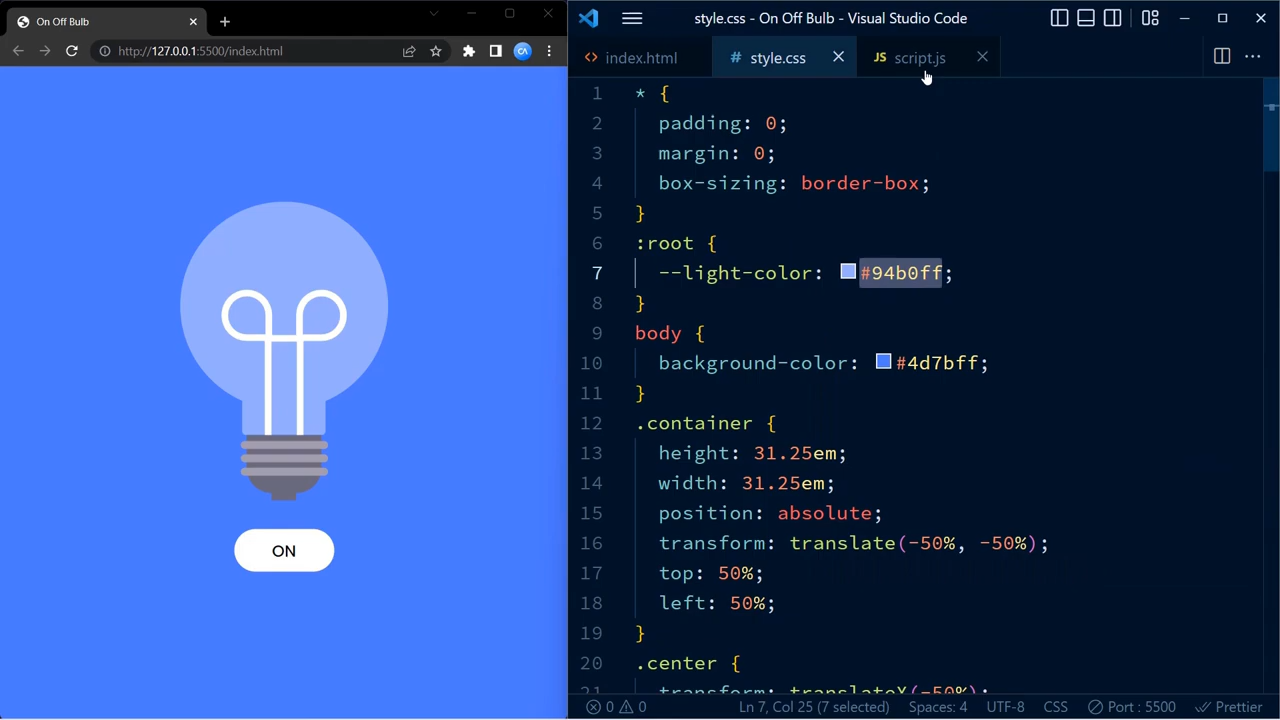 On Off Bulb
http://127.0.0.1:5500/index.html
ON
style.css - On Off Bulb - Visual Studio Code
<> index.html
# style.css
JS script.js
1 * {
2 padding: 0;
3 margin: 0;
4 box-sizing: border-box;
5 }
6 :root {
7 --light-color: #94b0ff;
8 }
9 body {
10 background-color: #4d7bff;
11 }
12 .container {
13 height: 31.25em;
14 width: 31.25em;
15 position: absolute;
16 transform: translate(-50%, -50%);
17 top: 50%;
18 left: 50%;
19 }
20 .center {
21 transform: translateX(-50%);
0 0 Ln 7, Col 25 (7 selected) Spaces: 4 UTF-8 CSS Port : 5500 Prettier